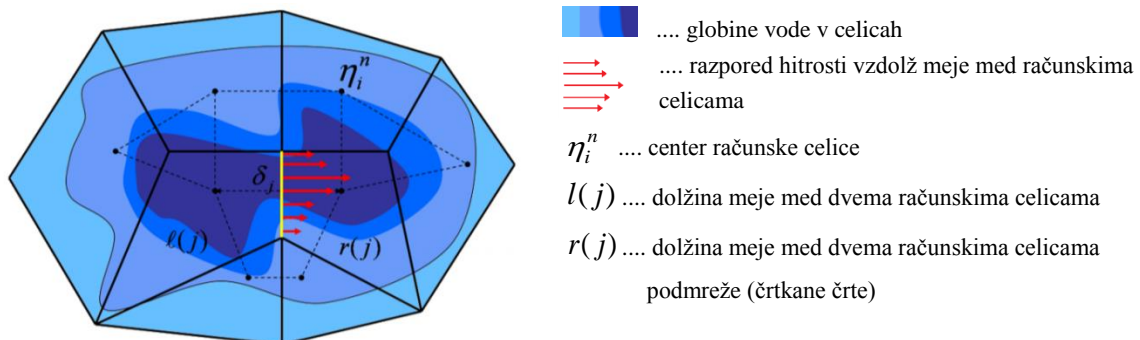 η_i^n
δ_j
ℓ(j)
r(j)
.... globine vode v celicah
.... razpored hitrosti vzdolž meje med računskima
celicama
η_i^n .... center računske celice
l(j) .... dolžina meje med dvema računskima celicama
r(j) .... dolžina meje med dvema računskima celicama
podmreže (črtkane črte)